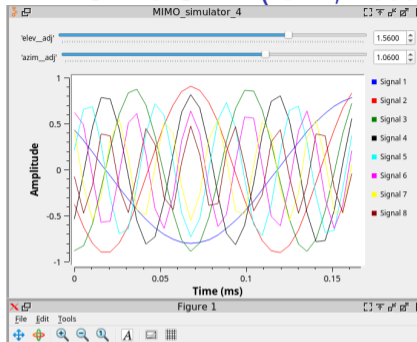 MIMO_simulator_4
'elev__adj' 1.5600
'azim__adj' 1.0600
Amplitude
1
0.5
0
-0.5
-1
0 0.05 0.1 0.15
Time (ms)
Signal 1
Signal 2
Signal 3
Signal 4
Signal 5
Signal 6
Signal 7
Signal 8
Figure 1
File Edit Tools
A